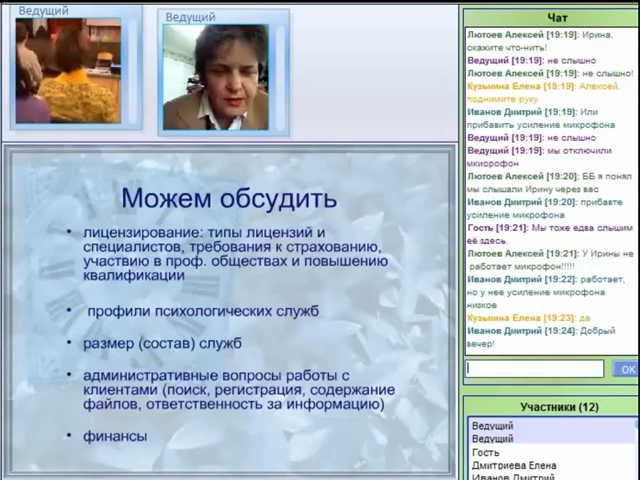 Ведущий
Ведущий
Можем обсудить
• лицензирование: типы лицензий и
специалистов, требования к страхованию,
участию в проф. обществах и повышению
квалификации
• профили психологических служб
• размер (состав) служб
• административные вопросы работы с
клиентами (поиск, регистрация, содержание
файлов, ответственность за информацию)
• финансы
Чат
Лютоев Алексей [19:19]: Ирина,
скажите что-нить!
Ведущий [19:19]: не слышно
Лютоев Алексей [19:19]: не слышно!
Кузьмина Елена [19:19]: Алексей.
поднимите руку
Иванов Дмитрий [19:19]: Или
прибавить усиление микрофона
Ведущий [19:19]: не слышно
Ведущий [19:19]: мы отключили
мкиорофон
Лютоев Алексей [19:20]: ББ я понял
мы слышали Ирину через вас
Иванов Дмитрий [19:20]: прибавте
усиление микрофона
Гость [19:21]: Мы тоже едва слышим
её здесь.
Лютоев Алексей [19:21]: У Ирины не
работает микрофон!!!!!
Иванов Дмитрий [19:22]: работает,
но у нее усиление микрофона
низкое
Кузьмина Елена [19:23]: да
Иванов Дмитрий [19:24]: Добрый
вечер!
ОК
Участники (12)
Ведущий
Ведущий
Гость
Дмитриева Елена
Иванов Дмитрий